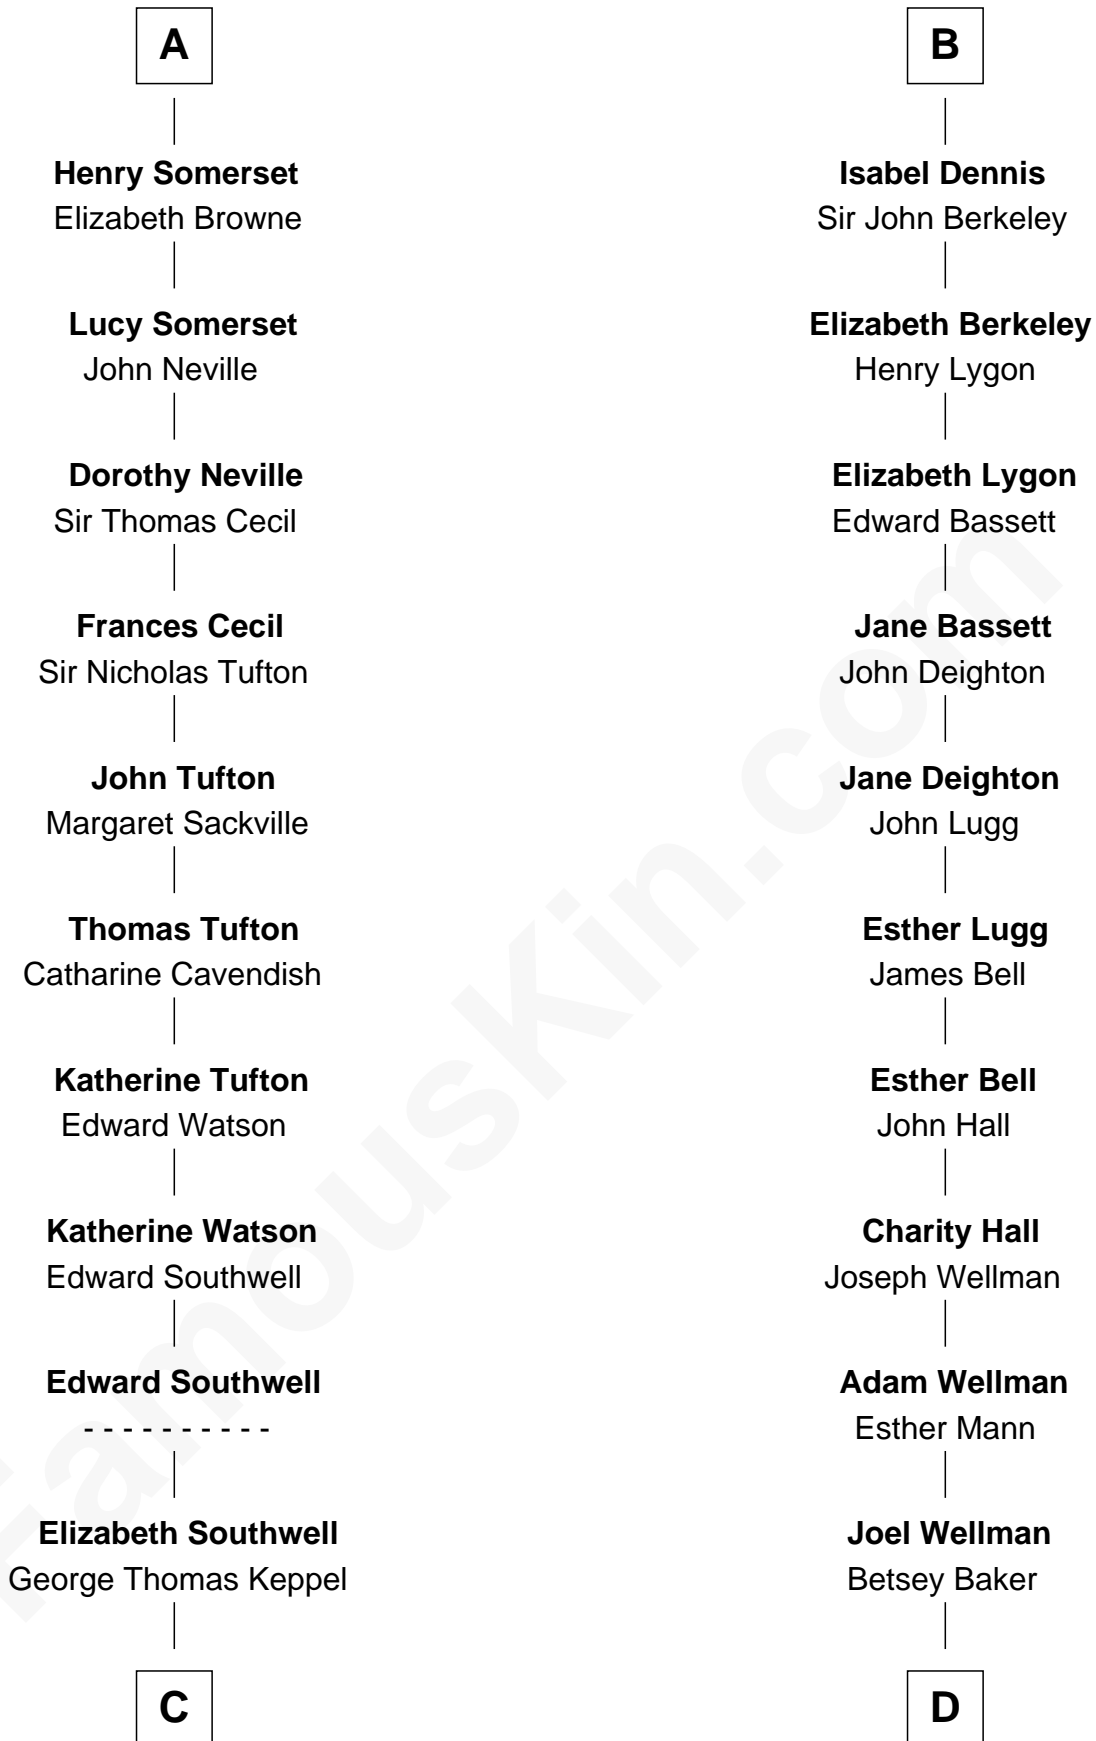 A
Henry Somerset
Elizabeth Browne
Lucy Somerset
John Neville
Dorothy Neville
Sir Thomas Cecil
Frances Cecil
Sir Nicholas Tufton
John Tufton
Margaret Sackville
Thomas Tufton
Catharine Cavendish
Katherine Tufton
Edward Watson
Katherine Watson
Edward Southwell
Edward Southwell
- - - - - - - - - -
Elizabeth Southwell
George Thomas Keppel
C
B
Isabel Dennis
Sir John Berkeley
Elizabeth Berkeley
Henry Lygon
Elizabeth Lygon
Edward Bassett
Jane Bassett
John Deighton
Jane Deighton
John Lugg
Esther Lugg
James Bell
Esther Bell
John Hall
Charity Hall
Joseph Wellman
Adam Wellman
Esther Mann
Joel Wellman
Betsey Baker
D
FamousKin.com